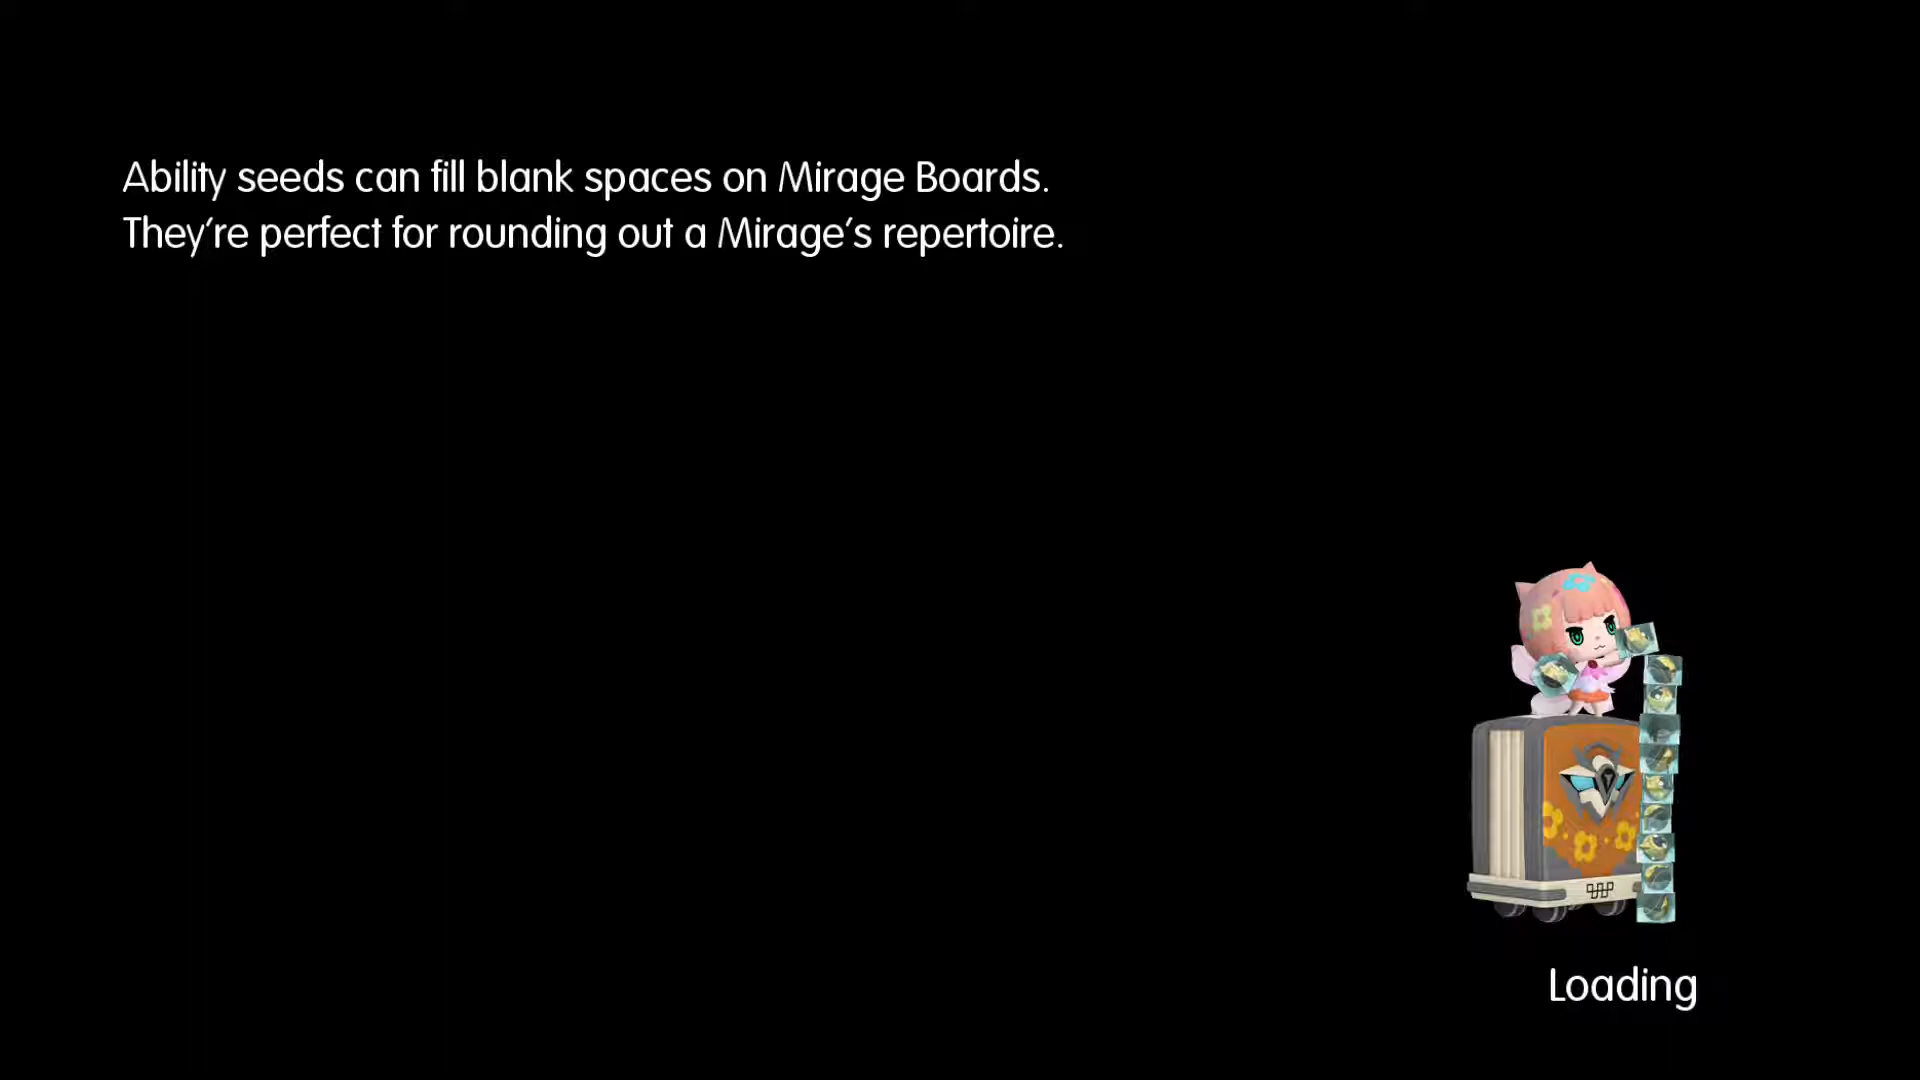 Ability seeds can fill blank spaces on Mirage Boards.
They're perfect for rounding out a Mirage's repertoire.
Loading